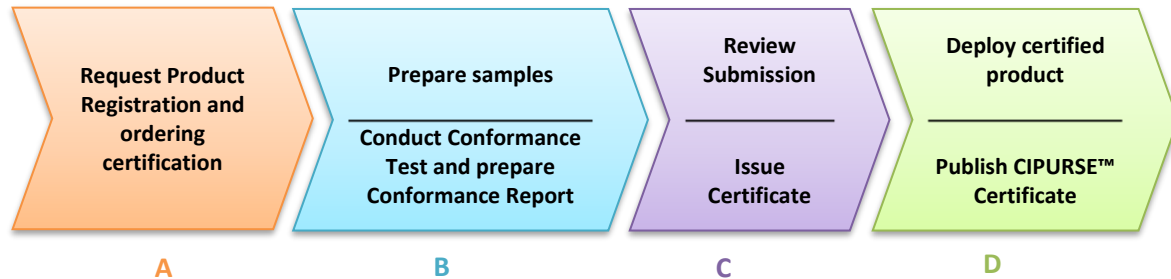 Request Product
Registration and
ordering
certification
Prepare samples
Conduct Conformance
Test and prepare
Conformance Report
Review
Submission
Issue
Certificate
Deploy certified
product
Publish CIPURSE™
Certificate
A
B
C
D